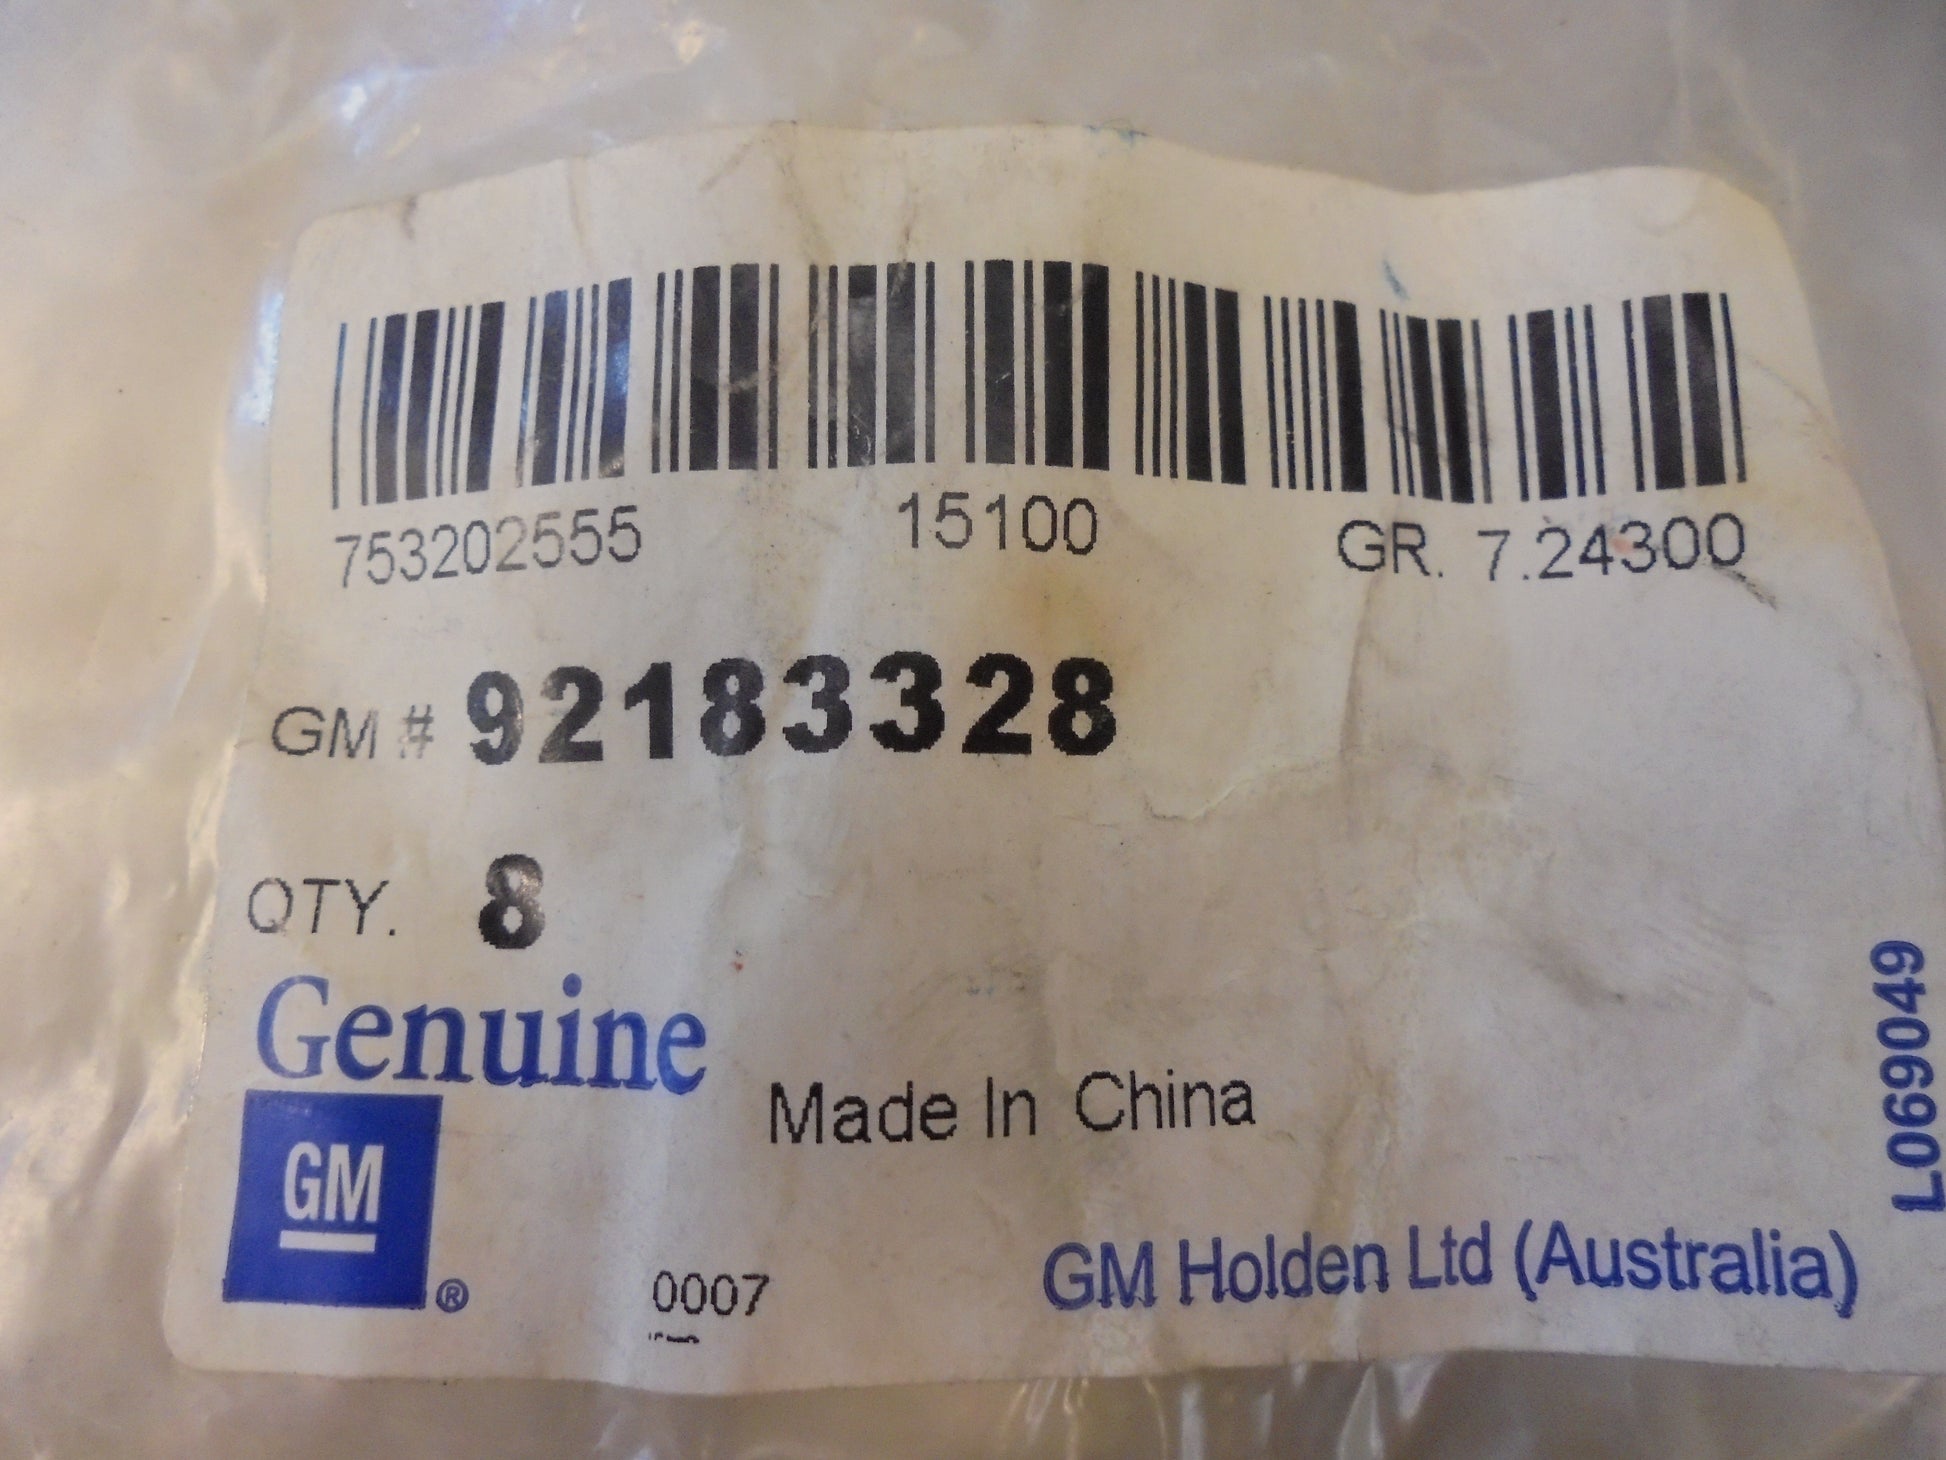 753202555 15100 GR. 7.24300
GM # 92183328
QTY. 8
Genuine
Made In China
GM
®
0007
GM Holden Ltd (Australia)
L069049